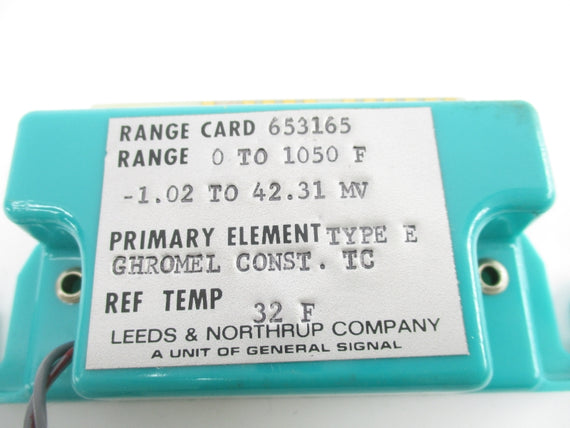 RANGE CARD 653165
RANGE 0 TO 1050 F
-1.02 TO 42.31 MV
PRIMARY ELEMENT TYPE E
GHROMEL CONST. TC
REF TEMP 32 F
LEEDS & NORTHRUP COMPANY
A UNIT OF GENERAL SIGNAL